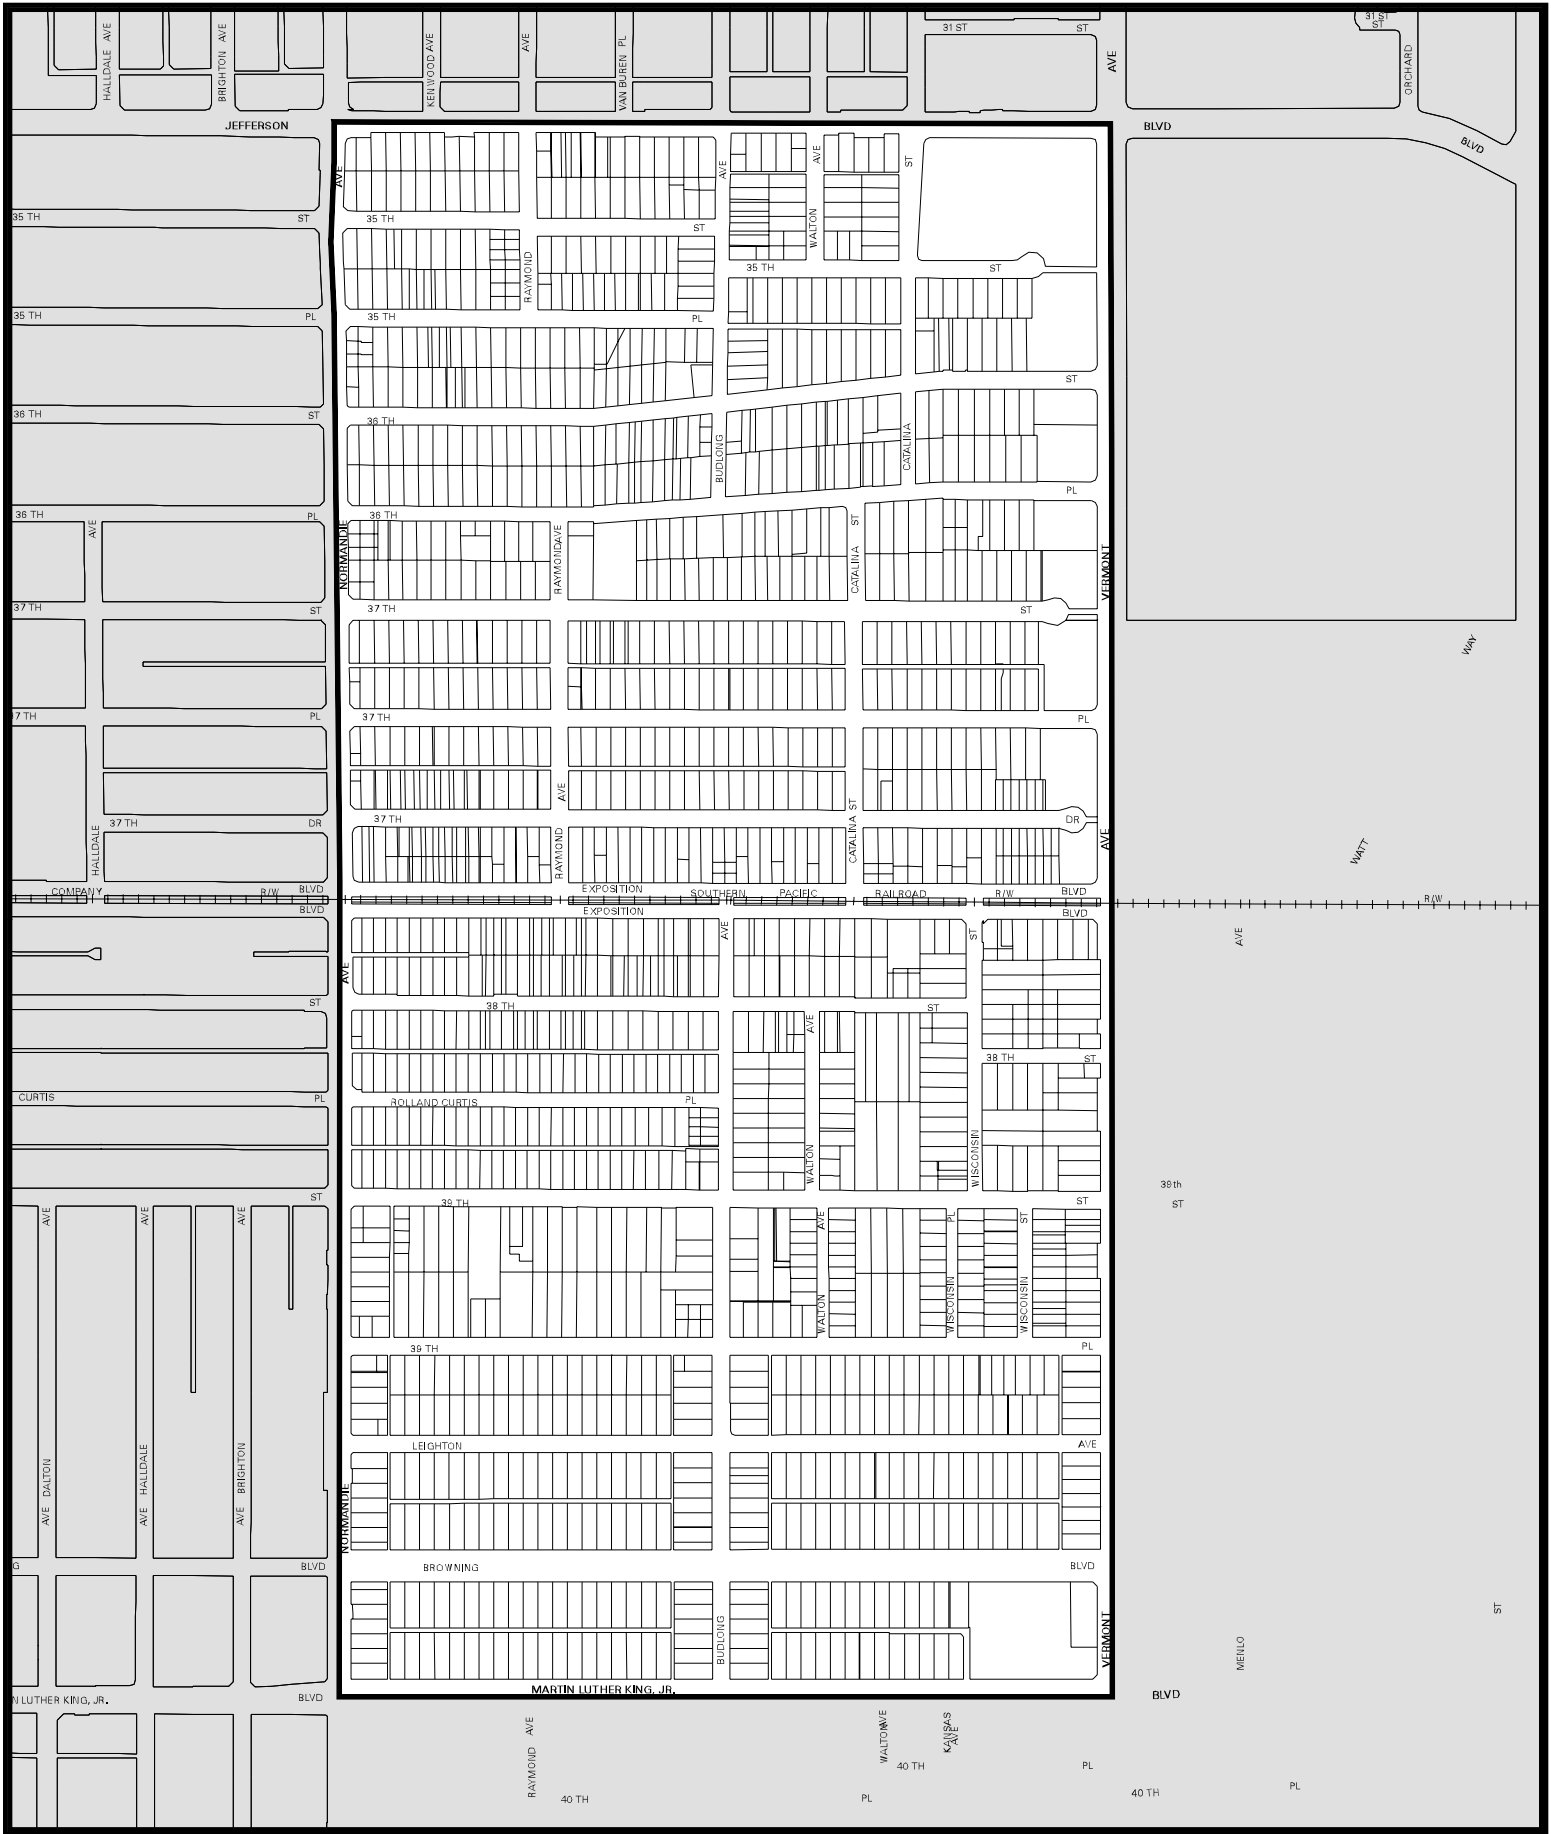 31 ST
ST
31 ST
ST
HALLDALE AVE
BRIGHTON AVE
KENWOOD AVE
AVE
VAN BUREN PL
AVE
ORCHARD
JEFFERSON
BLVD
BLVD
AVE
AVE
AVE
ST
35 TH
ST
35 TH
ST
WALTON
35 TH
ST
RAYMOND
35 TH
PL
35 TH
PL
ST
36 TH
ST
36 TH
BUDLONG
CATALINA
PL
36 TH
PL
36 TH
AVE
NORMANDIE
RAYMOND AVE
CATALINA ST
VERMONT
37 TH
ST
37 TH
ST
WAY
7 TH
PL
37 TH
PL
AVE
37 TH
DR
37 TH
DR
HALLDALE
RAYMOND
CATALINA ST
AVE
WATT
COMPANY
R/W
BLVD
EXPOSITION
SOUTHERN
PACIFIC
RAILROAD
R/W
BLVD
R/W
BLVD
EXPOSITION
BLVD
AVE
ST
AVE
AVE
ST
38 TH
ST
AVE
38 TH
ST
CURTIS
PL
ROLLAND CURTIS
PL
WALTON
WISCONSIN
39th
ST
ST
39 TH
ST
AVE
AVE
AVE
AVE
PL
ST
WALTON
WISCONSIN
WISCONSIN
39 TH
PL
LEIGHTON
AVE
AVE DALTON
AVE HALLDALE
AVE BRIGHTON
NORMANDIE
G
BLVD
BROWNING
BLVD
ST
BUDLONG
VERMONT
MENLO
N LUTHER KING, JR.
BLVD
MARTIN LUTHER KING, JR.
BLVD
RAYMOND AVE
WALTON AVE
KANSAS
AVE
40 TH
PL
40 TH
PL
40 TH
PL